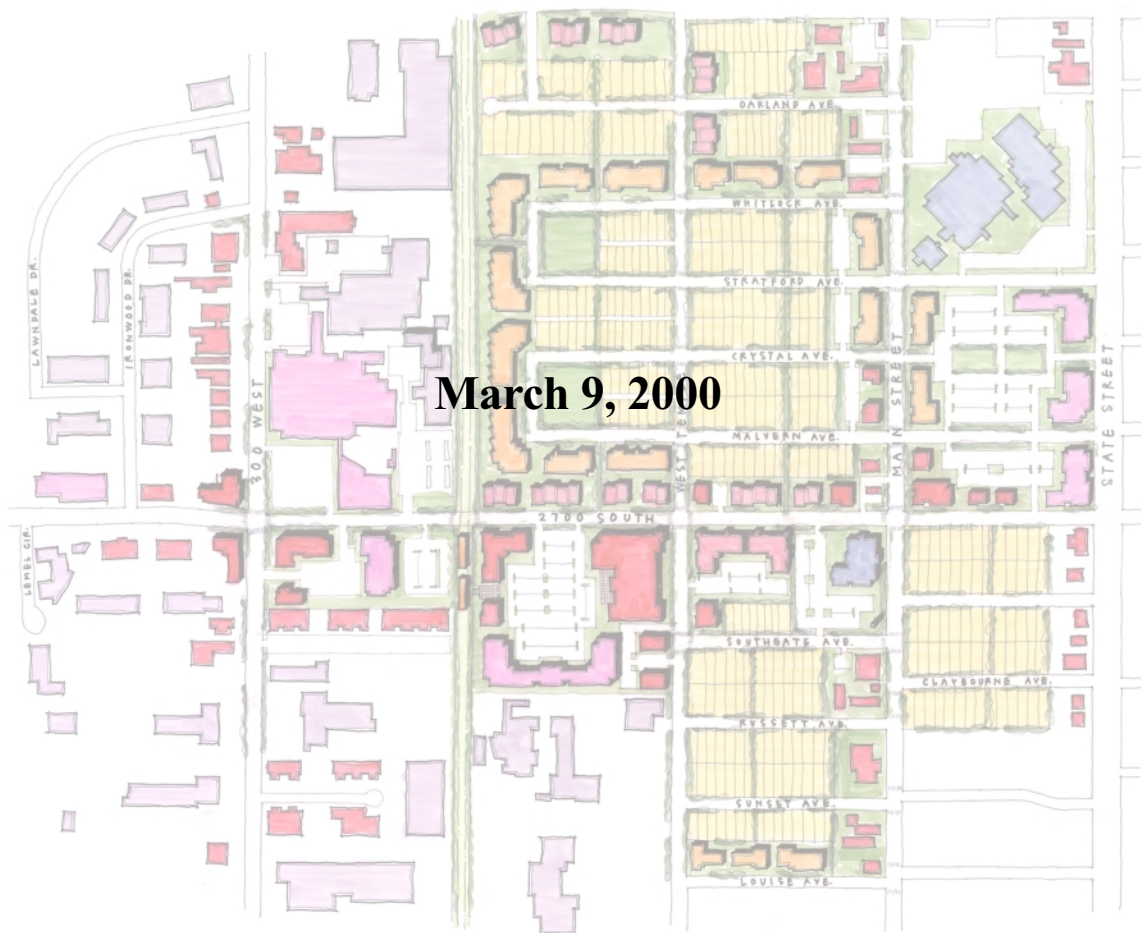 OAKLAND AVE.
WHITLOCK AVE.
STRATFORD AVE.
CRYSTAL AVE.
MALVERN AVE.
LAWNDALE DR.
IRONWOOD DR.
300 WEST
March 9, 2000
WEST TEMPLE
MAIN STREET
STATE STREET
2700 SOUTH
LEMEL CIR.
SOUTHGATE AVE.
CLAYBOURNE AVE.
RUSSETT AVE.
SUNSET AVE.
LOUISE AVE.